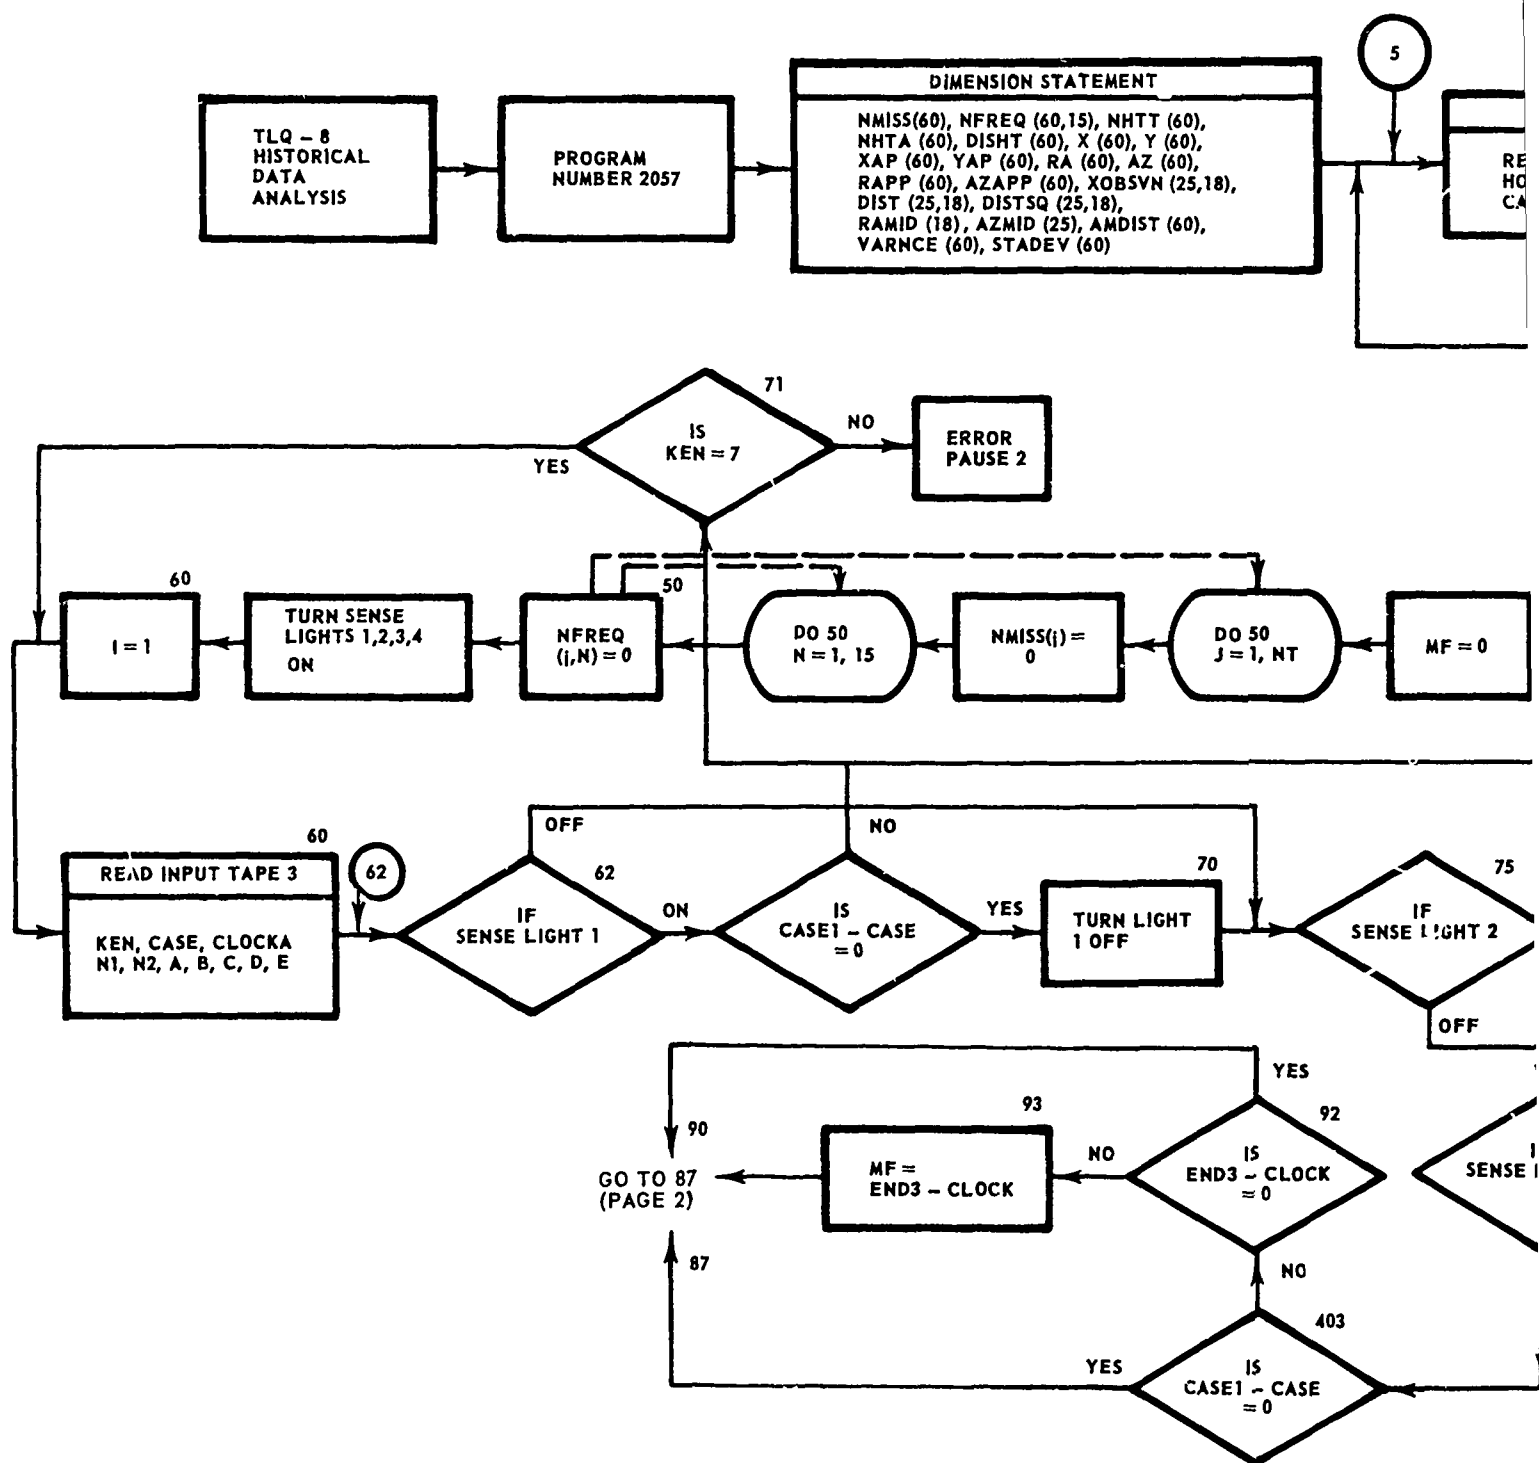 5
DIMENSION STATEMENT
TLQ – 8
HISTORICAL
DATA
ANALYSIS
PROGRAM
NUMBER 2057
NMISS(60), NFREQ (60,15), NHTT (60),
NHTA (60), DISHT (60), X (60), Y (60),
XAP (60), YAP (60), RA (60), AZ (60),
RAPP (60), AZAPP (60), XOBSVN (25,18),
DIST (25,18), DISTSQ (25,18),
RAMID (18), AZMID (25), AMDIST (60),
VARNCE (60), STADEV (60)
RE
HO
CA
71
IS
KEN = 7
NO
YES
ERROR
PAUSE 2
60
I = 1
TURN SENSE
LIGHTS 1,2,3,4
ON
50
NFREQ
(j,N) = 0
DO 50
N = 1, 15
NMISS(j) =
0
DO 50
J = 1, NT
MF = 0
60
READ INPUT TAPE 3
KEN, CASE, CLOCKA
N1, N2, A, B, C, D, E
62
OFF
62
IF
SENSE LIGHT 1
ON
NO
IS
CASE1 – CASE
= 0
YES
70
TURN LIGHT
1 OFF
75
IF
SENSE LIGHT 2
OFF
YES
90
GO TO 87
(PAGE 2)
87
93
MF =
END3 – CLOCK
NO
92
IS
END3 – CLOCK
= 0
SENSE
NO
403
YES
IS
CASE1 – CASE
= 0